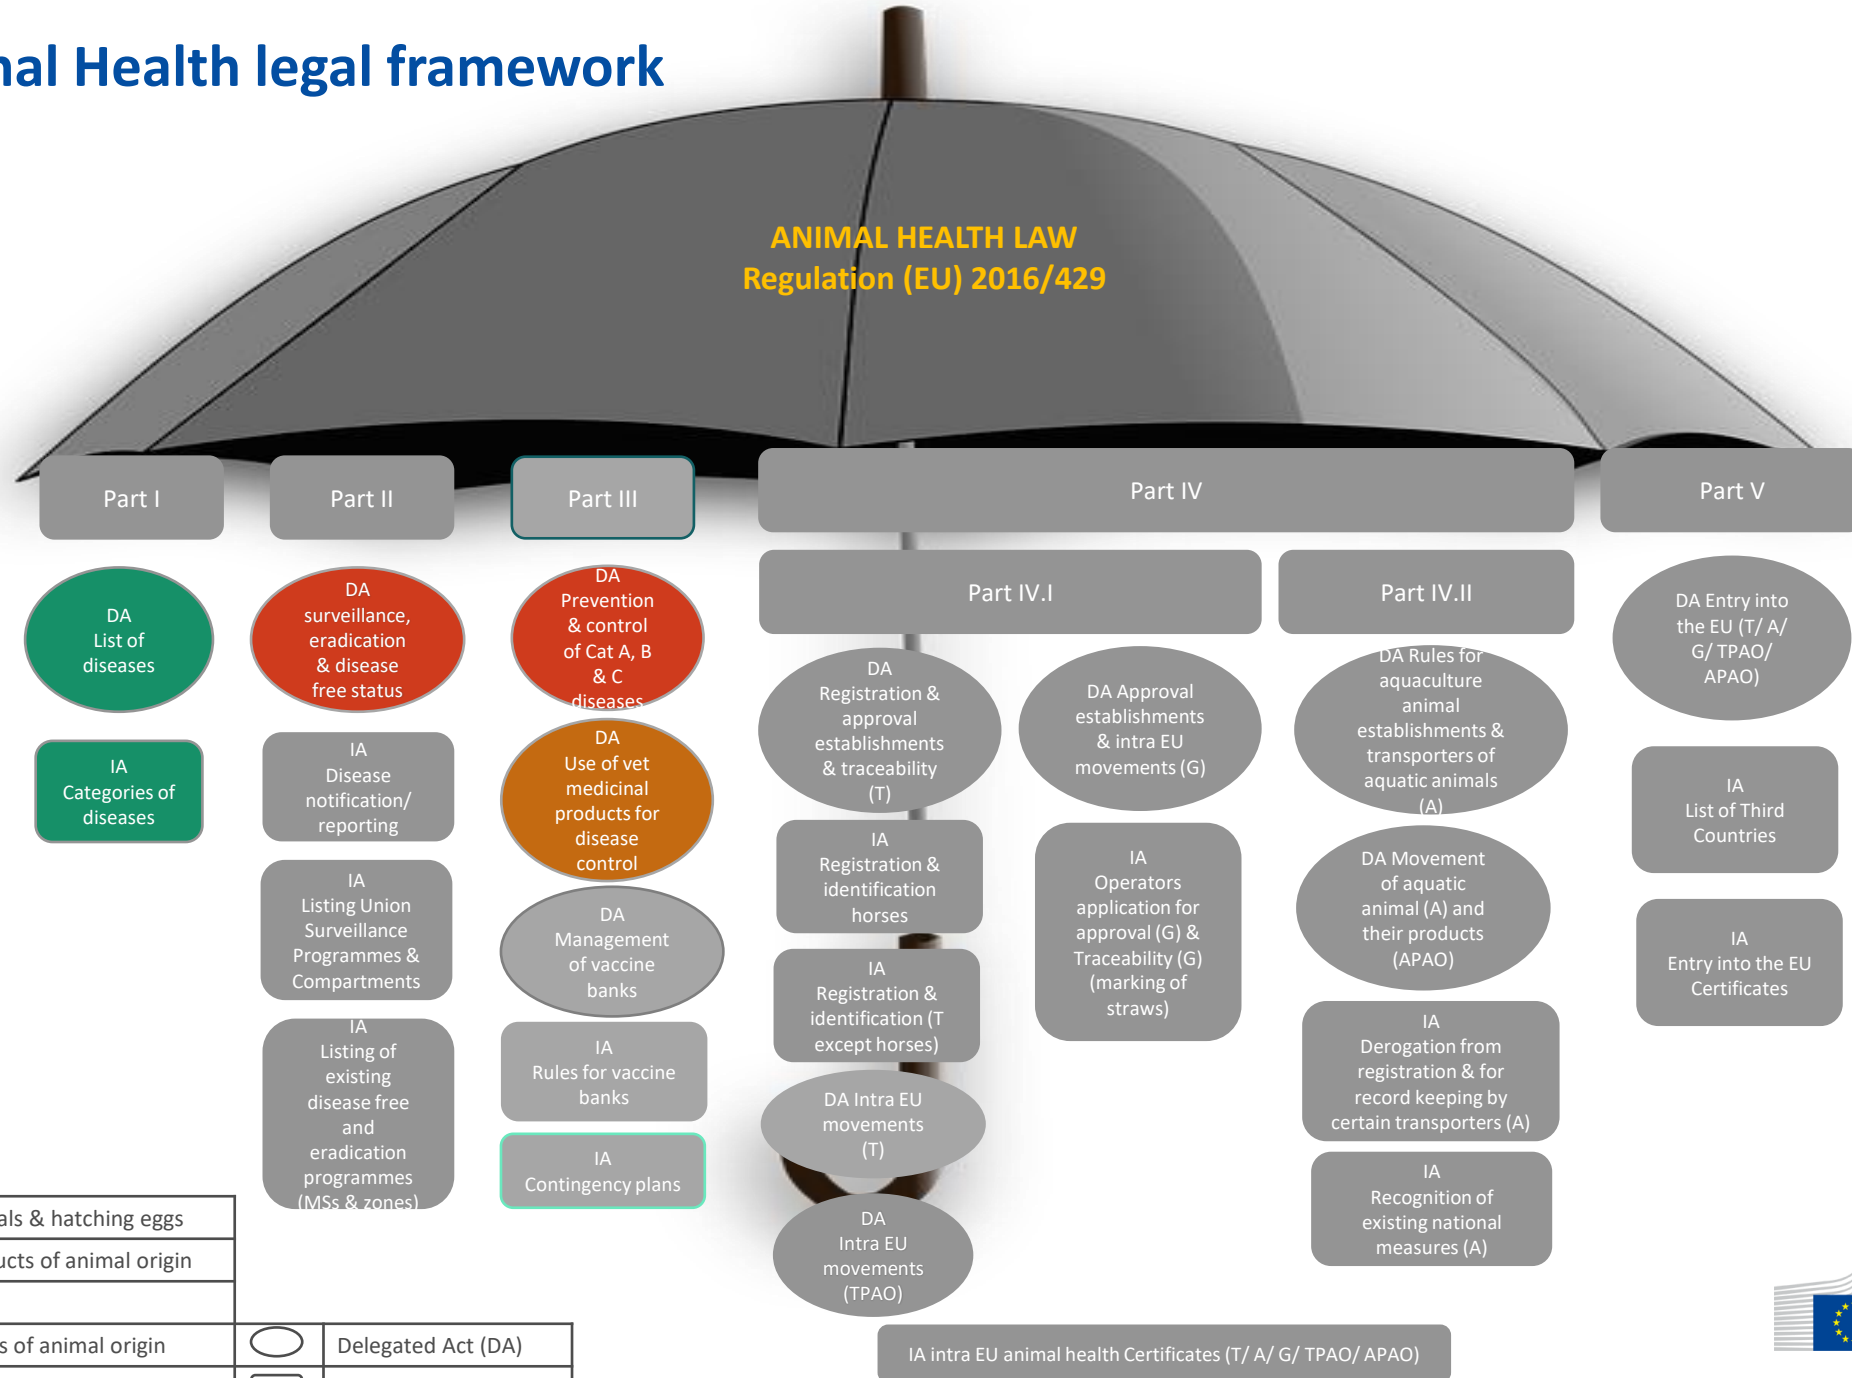 Health legal framework
ANIMAL HEALTH LAW
Regulation (EU) 2016/429
Part I
Part II
Part III
Part IV
Part V
Part IV.I
Part IV.II
DA
List of
diseases
IA
Categories of
diseases
DA
surveillance,
eradication
& disease
free status
IA
Disease
notification/
reporting
IA
Listing Union
Surveillance
Programmes &
Compartments
IA
Listing of
existing
disease free
and
eradication
programmes
(MSs & zones)
DA
Prevention
& control
of Cat A, B
& C
diseases
DA
Use of vet
medicinal
products for
disease
control
DA
Management
of vaccine
banks
IA
Rules for vaccine
banks
IA
Contingency plans
DA
Registration &
approval
establishments
& traceability
(T)
IA
Registration &
identification
horses
IA
Registration &
identification (T
except horses)
DA Intra EU
movements
(T)
DA
Intra EU
movements
(TPAO)
DA Approval
establishments
& intra EU
movements (G)
IA
Operators
application for
approval (G) &
Traceability (G)
(marking of
straws)
DA Rules for
aquaculture
animal
establishments &
transporters of
aquatic animals
(A)
DA Movement
of aquatic
animal (A) and
their products
(APAO)
IA
Derogation from
registration & for
record keeping by
certain transporters (A)
IA
Recognition of
existing national
measures (A)
DA Entry into
the EU (T/ A/
G/ TPAO/
APAO)
IA
List of Third
Countries
IA
Entry into the EU
Certificates
IA intra EU animal health Certificates (T/ A/ G/ TPAO/ APAO)
& hatching eggs
of animal origin
of animal origin
Delegated Act (DA)